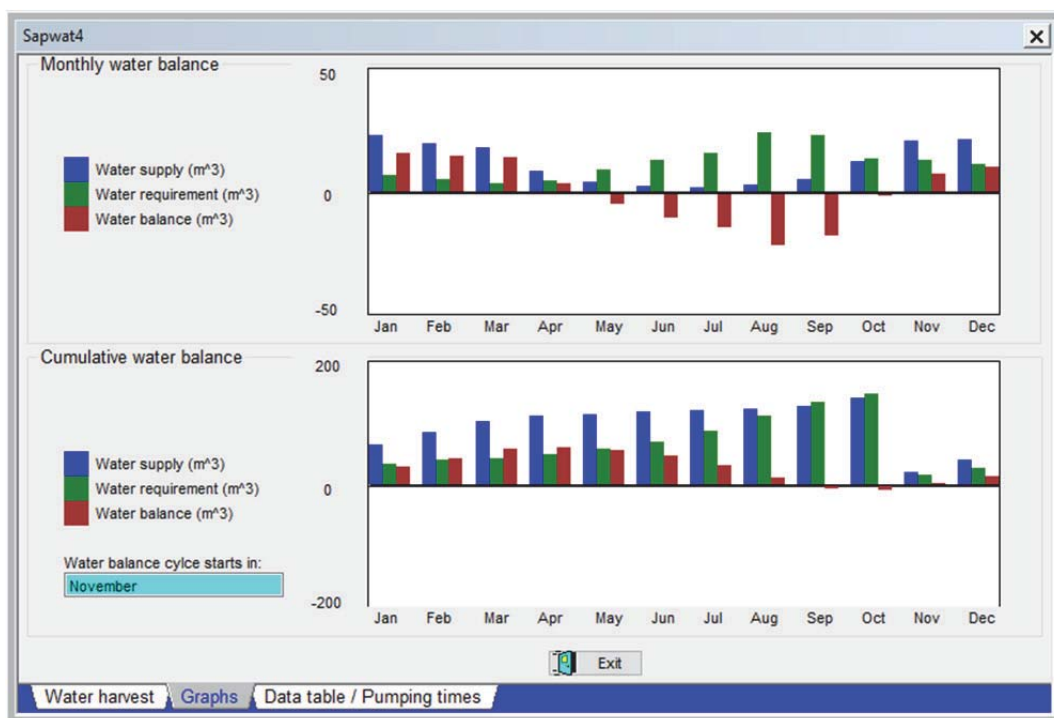 Sapwat4
Monthly water balance
50
Water supply (m^3)
Water requirement (m^3)
Water balance (m^3)
0
-50
Jan Feb Mar Apr May Jun Jul Aug Sep Oct Nov Dec
Cumulative water balance
200
Water supply (m^3)
Water requirement (m^3)
Water balance (m^3)
0
Water balance cylce starts in:
November
-200
Jan Feb Mar Apr May Jun Jul Aug Sep Oct Nov Dec
Exit
Water harvest Graphs Data table / Pumping times